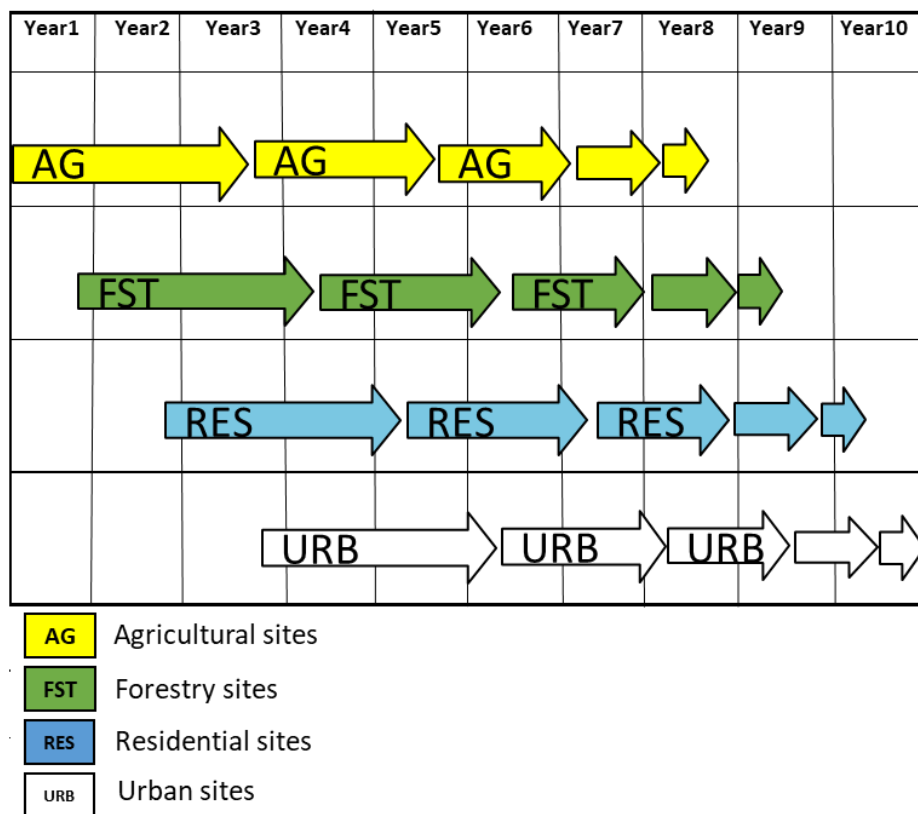 Year1 Year2 Year3 Year4 Year5 Year6 Year7 Year8 Year9 Year10
AG AG AG
FST FST FST
RES RES RES
URB URB URB
AG Agricultural sites
FST Forestry sites
RES Residential sites
URB Urban sites